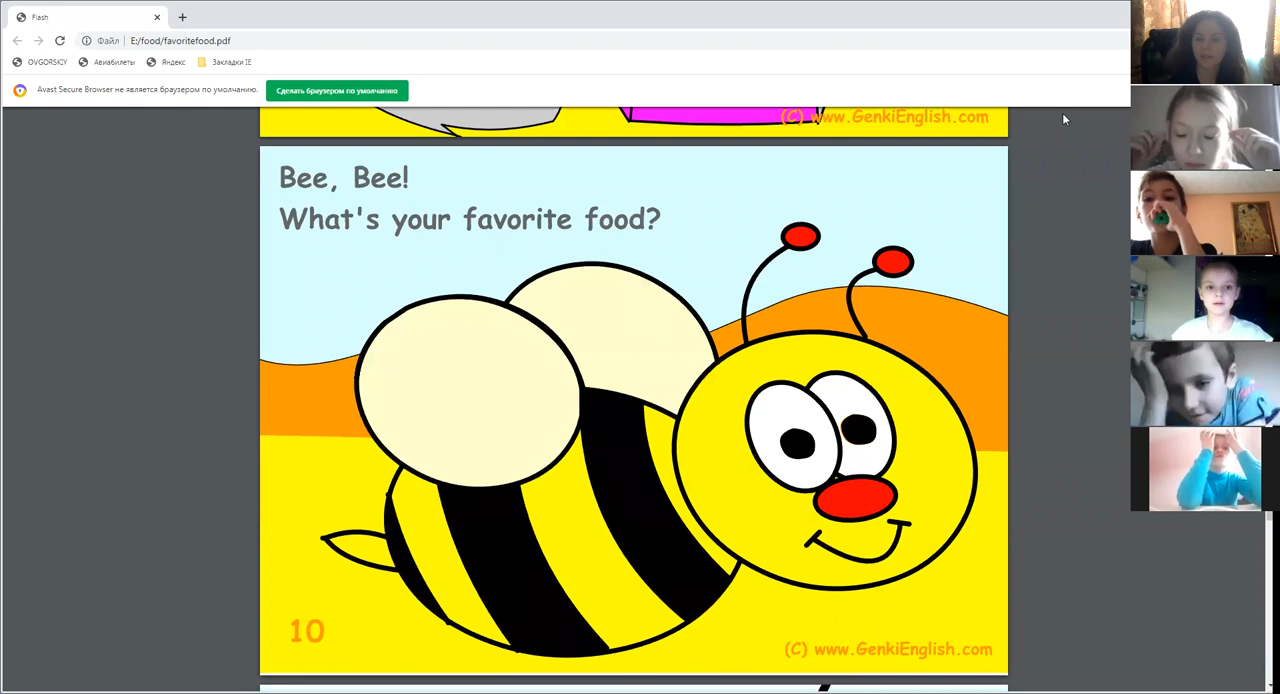 Flash
Файл
E:/food/favoritefood.pdf
OVGORSKIY
Авиабилеты
Яндекс
Закладки IE
Avast Secure Browser не является браузером по умолчанию.
Сделать браузером по умолчанию
(C) www.GenkiEnglish.com
Bee, Bee!
What's your favorite food?
10
(C) www.GenkiEnglish.com